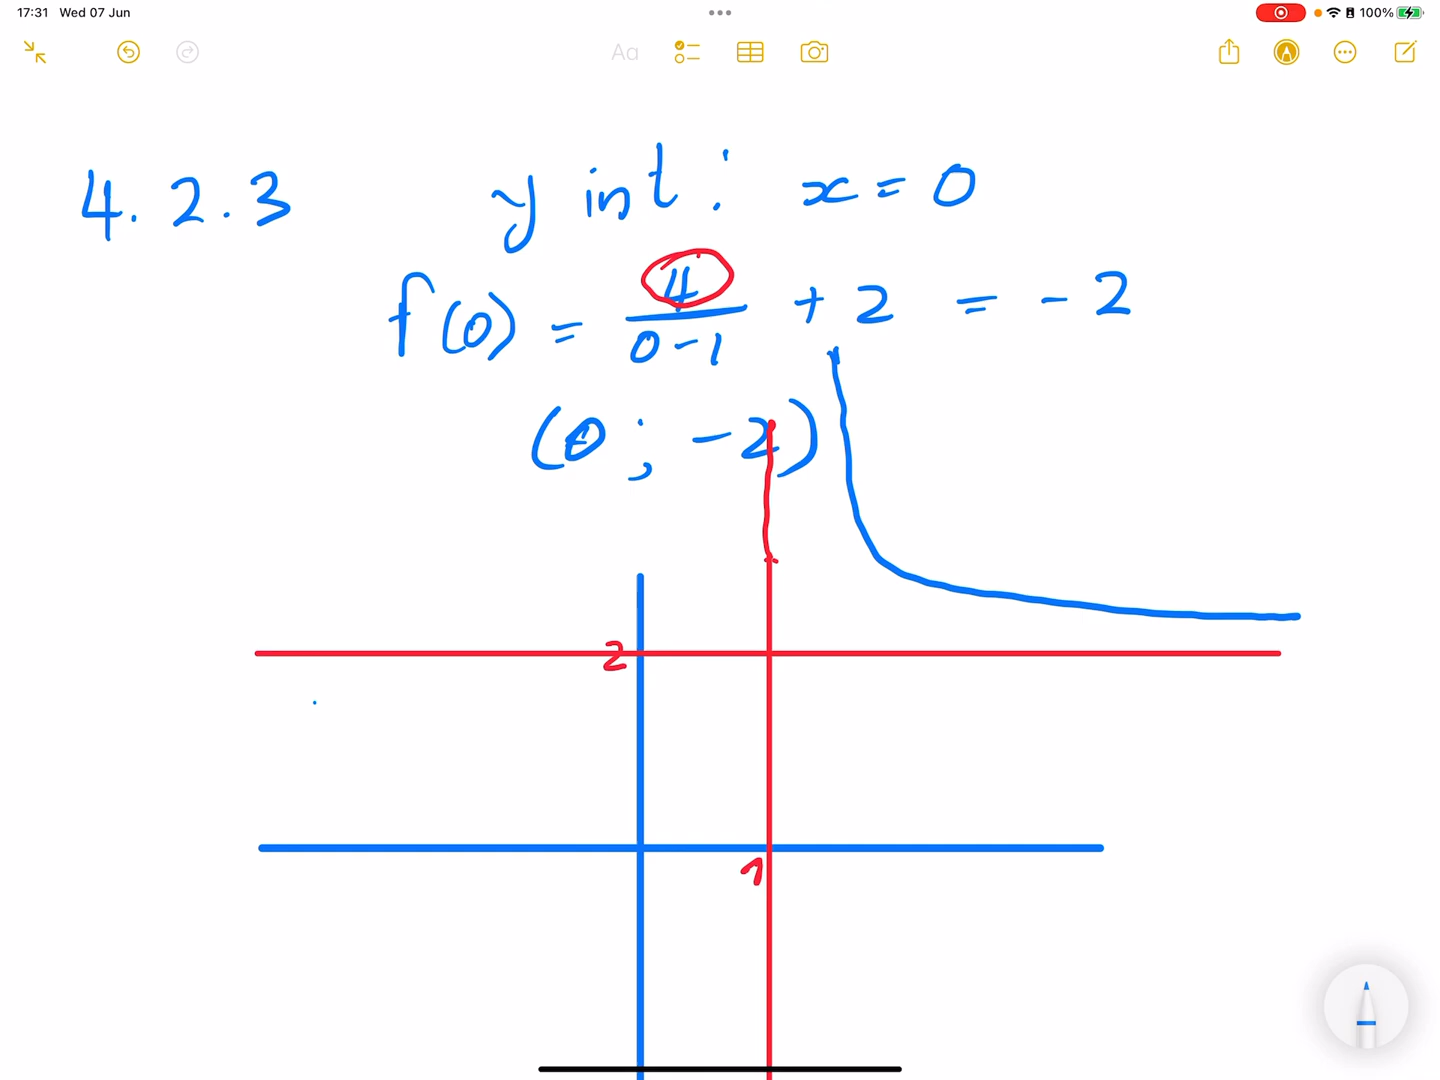 17:31 Wed 07 Jun
100%
Aa
4.2.3 y int: x = 0
f(0) = 4/(0-1) + 2 = -2
(0; -2)
2
1